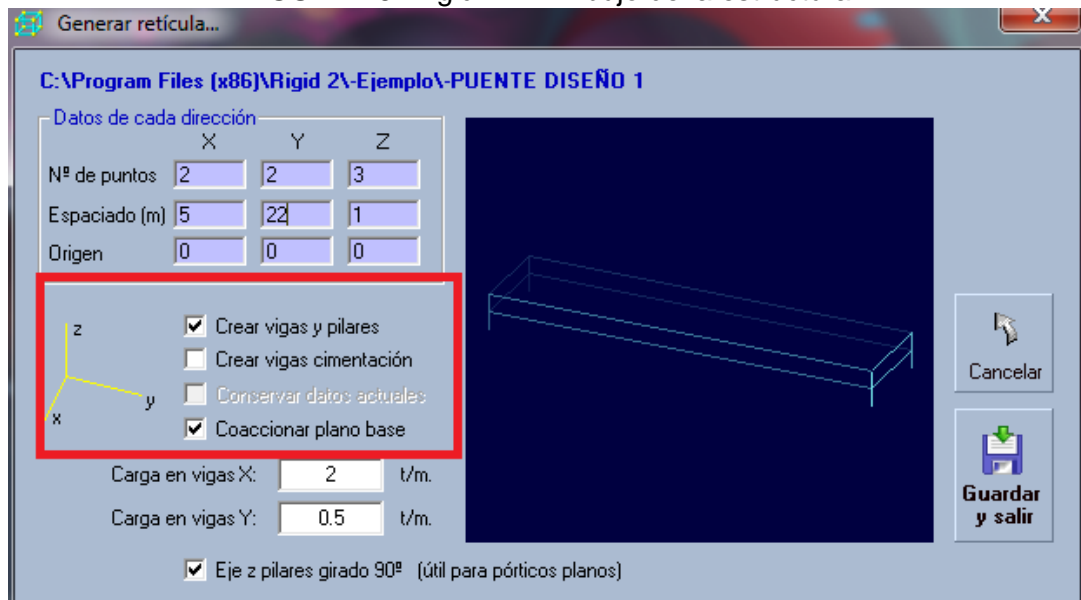 Generar retícula...
C:\Program Files (x86)\Rigid 2\-Ejemplo\-PUENTE DISEÑO 1
Datos de cada dirección
X Y Z
Nº de puntos 2 2 3
Espaciado (m) 5 22 1
Origen 0 0 0
z
y
x
Crear vigas y pilares
Crear vigas cimentación
Conservar datos actuales
Coaccionar plano base
Cancelar
Carga en vigas X: 2 t/m.
Carga en vigas Y: 0.5 t/m.
Guardar
y salir
Eje z pilares girado 90º (útil para pórticos planos)